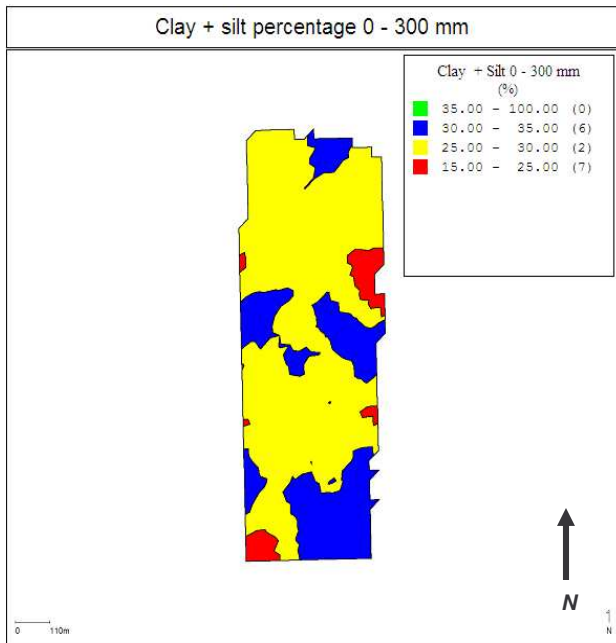 Clay + silt percentage 0 - 300 mm
Clay + Silt 0 - 300 mm
(%)
35.00 - 100.00 (0)
30.00 - 35.00 (6)
25.00 - 30.00 (2)
15.00 - 25.00 (7)
N
0 110m
1
N